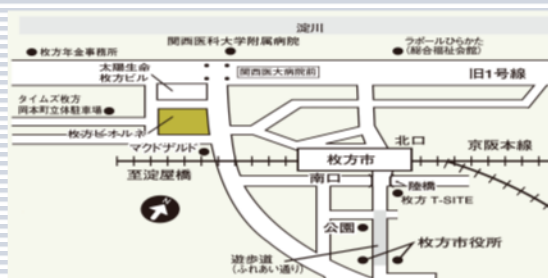 淀川
関西医科大学附属病院
ラポールひらかた
(総合福祉会館)
枚方年金事務所
太陽生命
枚方ビル
関西医大病院前
旧1号線
タイムズ枚方
岡本町立体駐車場
枚方ビオルネ
マクドナルド
北口
京阪本線
枚方市
至淀屋橋
南口
陸橋
枚方 T-SITE
N
公園
枚方市役所
遊歩道
(ふれあい通り)